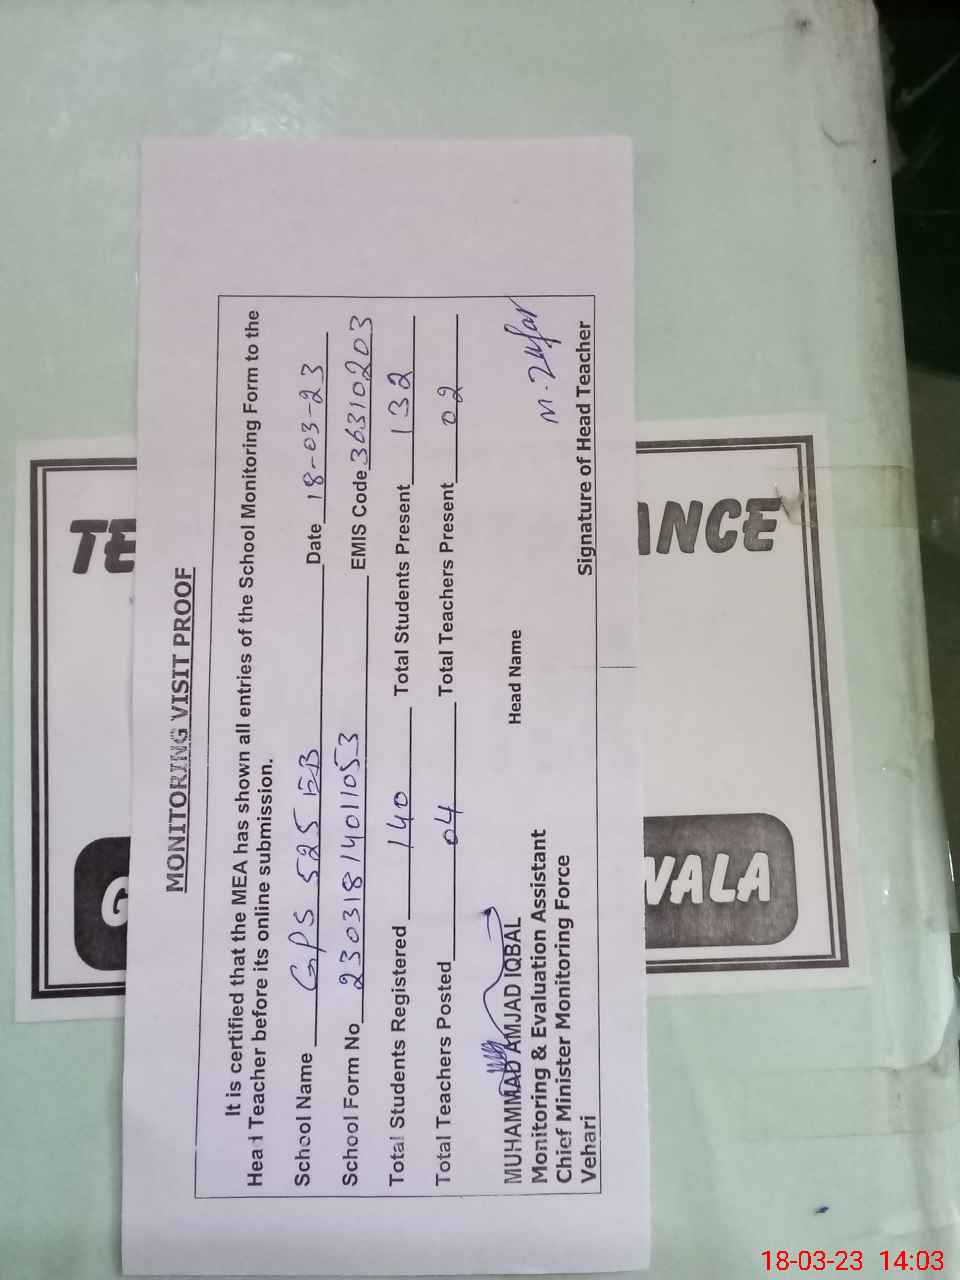 MONITORING VISIT PROOF
It is certified that the MEA has shown all entries of the School Monitoring Form to the
Head Teacher before its online submission.
School Name GPS 525 EB Date 18-03-23
School Form No 23031814011053 EMIS Code 36310203
Total Students Registered 140 Total Students Present 132
Total Teachers Posted 04 Total Teachers Present 02
MUHAMMAD AMJAD IQBAL Head Name M. Zafar
Monitoring & Evaluation Assistant
Chief Minister Monitoring Force Signature of Head Teacher
Vehari
TE
ANCE
G
WALA
18-03-23 14:03